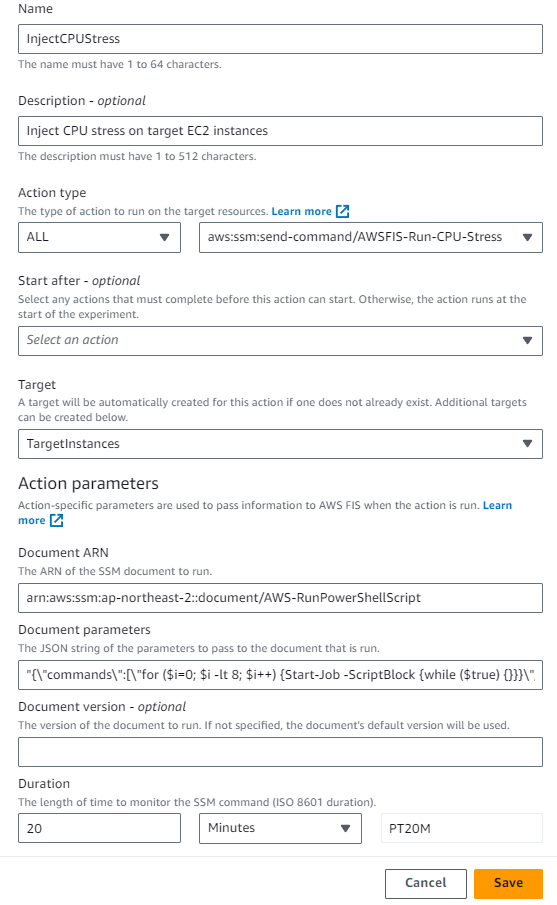 Name
InjectCPUStress
The name must have 1 to 64 characters.
Description - optional
Inject CPU stress on target EC2 instances
The description must have 1 to 512 characters.
Action type
The type of action to run on the target resources. Learn more
ALL
aws:ssm:send-command/AWSFIS-Run-CPU-Stress
Start after - optional
Select any actions that must complete before this action can start. Otherwise, the action runs at the
start of the experiment.
Select an action
Target
A target will be automatically created for this action if one does not already exist. Additional targets
can be created below.
TargetInstances
Action parameters
Action-specific parameters are used to pass information to AWS FIS when the action is run. Learn
more
Document ARN
The ARN of the SSM document to run.
arn:aws:ssm:ap-northeast-2::document/AWS-RunPowerShellScript
Document parameters
The JSON string of the parameters to pass to the document that is run.
"{\"commands\":[\"for ($i=0; $i -lt 8; $i++) {Start-Job -ScriptBlock {while ($true) {}}}\",
Document version - optional
The version of the document to run. If not specified, the document's default version will be used.
Duration
The length of time to monitor the SSM command (ISO 8601 duration).
20
Minutes
PT20M
Cancel
Save